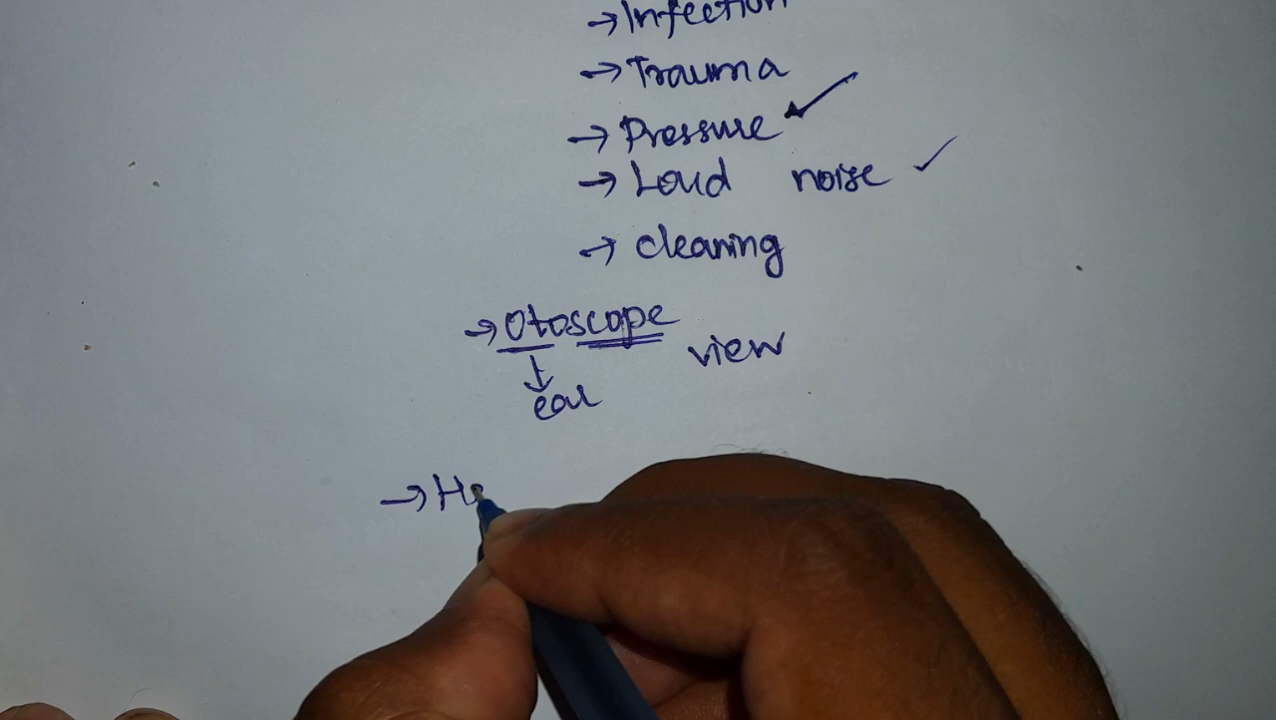 →Infection
→Trauma
→Pressure ✓
→Loud noise ✓
→cleaning
→Otoscope
view
ear
→H